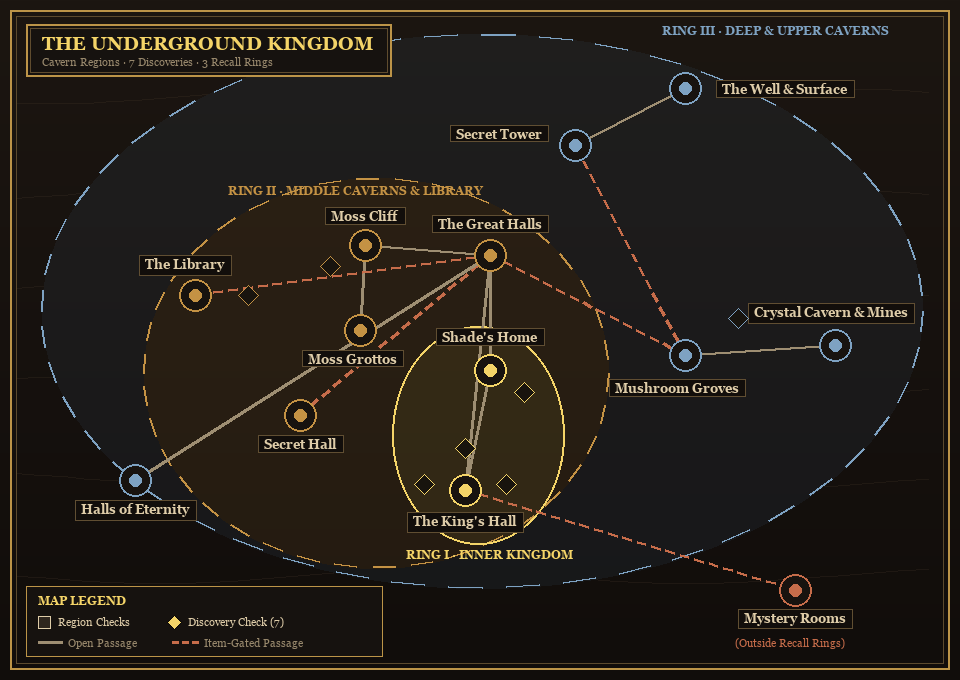 THE UNDERGROUND KINGDOM
Cavern Regions · 7 Discoveries · 3 Recall Rings
RING III · DEEP & UPPER CAVERNS
The Well & Surface
Secret Tower
RING II · MIDDLE CAVERNS & LIBRARY
Moss Cliff
The Great Halls
The Library
Crystal Cavern & Mines
Shade's Home
Moss Grottos
Mushroom Groves
Secret Hall
Halls of Eternity
The King's Hall
RING I · INNER KINGDOM
Mystery Rooms
(Outside Recall Rings)
MAP LEGEND
Region Checks
Discovery Check (7)
Open Passage
Item-Gated Passage